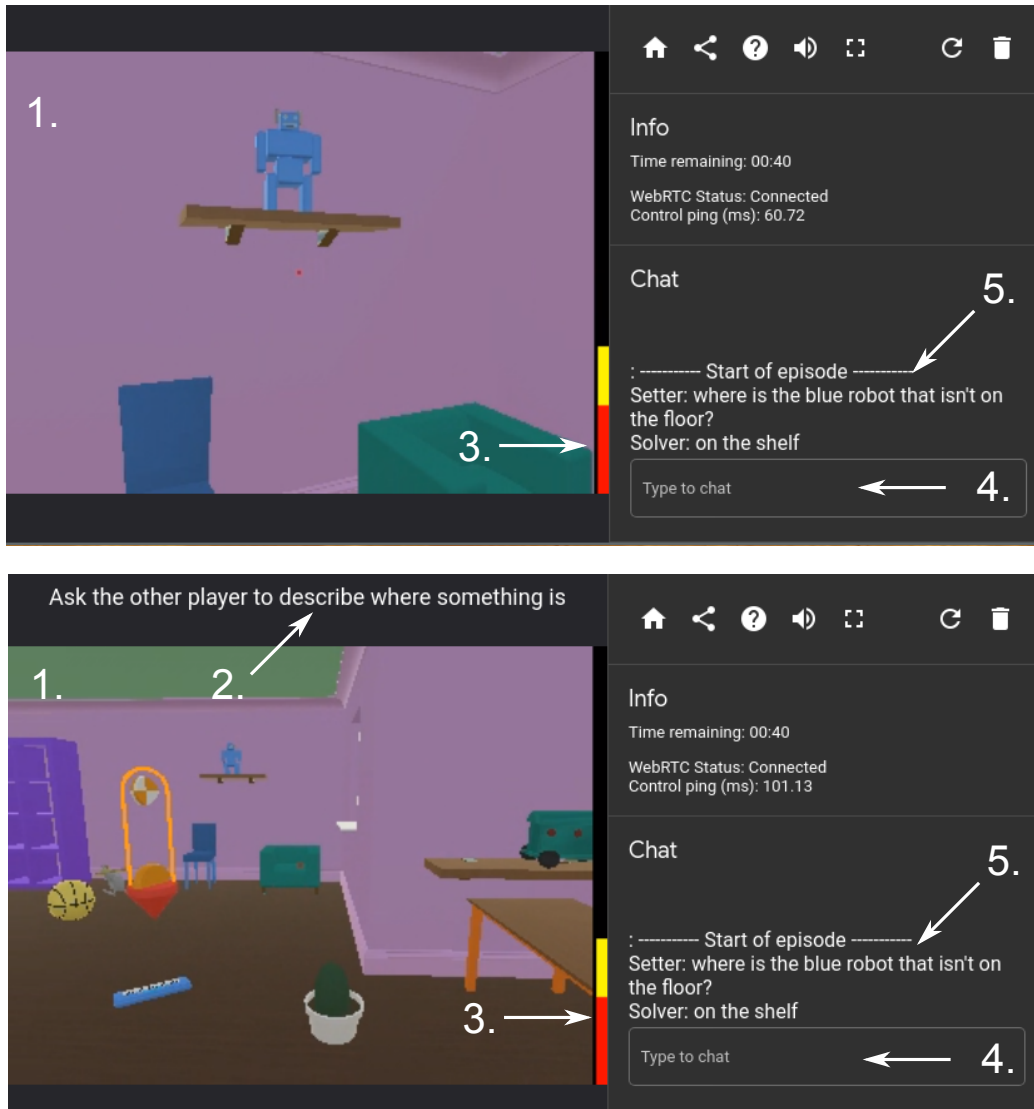 1.
Info
Time remaining: 00:40
WebRTC Status: Connected
Control ping (ms): 60.72
Chat
5.
: ----------- Start of episode -----------
Setter: where is the blue robot that isn't on
the floor?
Solver: on the shelf
3.
Type to chat
4.
Ask the other player to describe where something is
1.
2.
Info
Time remaining: 00:40
WebRTC Status: Connected
Control ping (ms): 101.13
Chat
5.
: ----------- Start of episode -----------
Setter: where is the blue robot that isn't on
the floor?
Solver: on the shelf
3.
Type to chat
4.